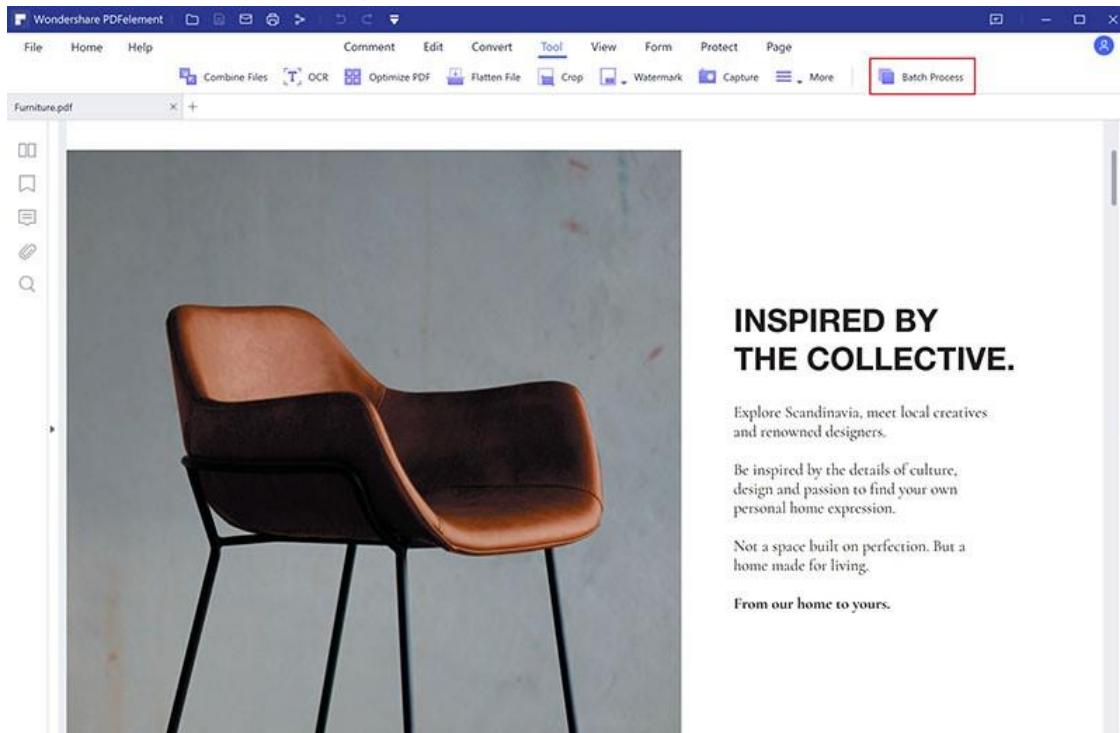 Wondershare PDFelement
File Home Help Comment Edit Convert Tool View Form Protect Page
Combine Files OCR Optimize PDF Flatten File Crop Watermark Capture More Batch Process
Furniture.pdf
INSPIRED BY
THE COLLECTIVE.
Explore Scandinavia, meet local creatives
and renowned designers.
Be inspired by the details of culture,
design and passion to find your own
personal home expression.
Not a space built on perfection. But a
home made for living.
From our home to yours.